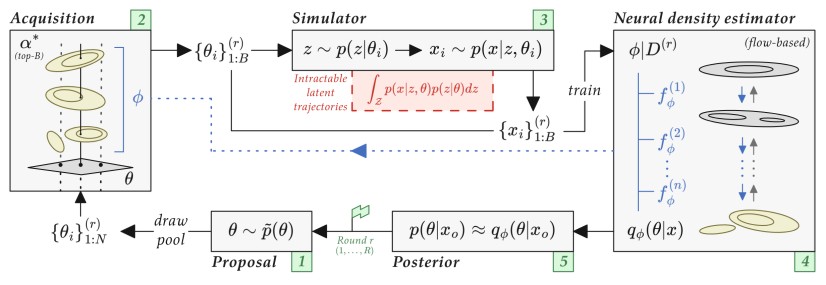 Acquisition 2
α*
(top-B)
ϕ
θ
{θ_i}_{1:B}^{(r)}
Simulator 3
z ∼ p(z|θ_i) → x_i ∼ p(x|z, θ_i)
Intractable
latent
trajectories
∫_Z p(x|z, θ)p(z|θ)dz
{x_i}_{1:B}^{(r)}
train
Neural density estimator
ϕ|D^{(r)}
(flow-based)
f_ϕ^{(1)}
f_ϕ^{(2)}
f_ϕ^{(n)}
q_ϕ(θ|x)
4
{θ_i}_{1:N}^{(r)}
draw
pool
θ ∼ p̃(θ)
Proposal 1
Round r
(1, . . . , R)
p(θ|x_o) ≈ q_ϕ(θ|x_o)
Posterior 5